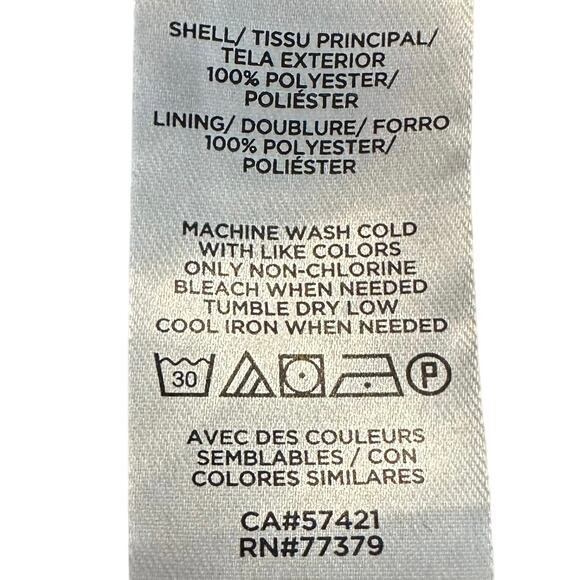 SHELL/ TISSU PRINCIPAL/
TELA EXTERIOR
100% POLYESTER/
POLIÉSTER
LINING/ DOUBLURE/ FORRO
100% POLYESTER/
POLIÉSTER
MACHINE WASH COLD
WITH LIKE COLORS
ONLY NON-CHLORINE
BLEACH WHEN NEEDED
TUMBLE DRY LOW
COOL IRON WHEN NEEDED
30 P
AVEC DES COULEURS
SEMBLABLES / CON
COLORES SIMILARES
CA#57421
RN#77379